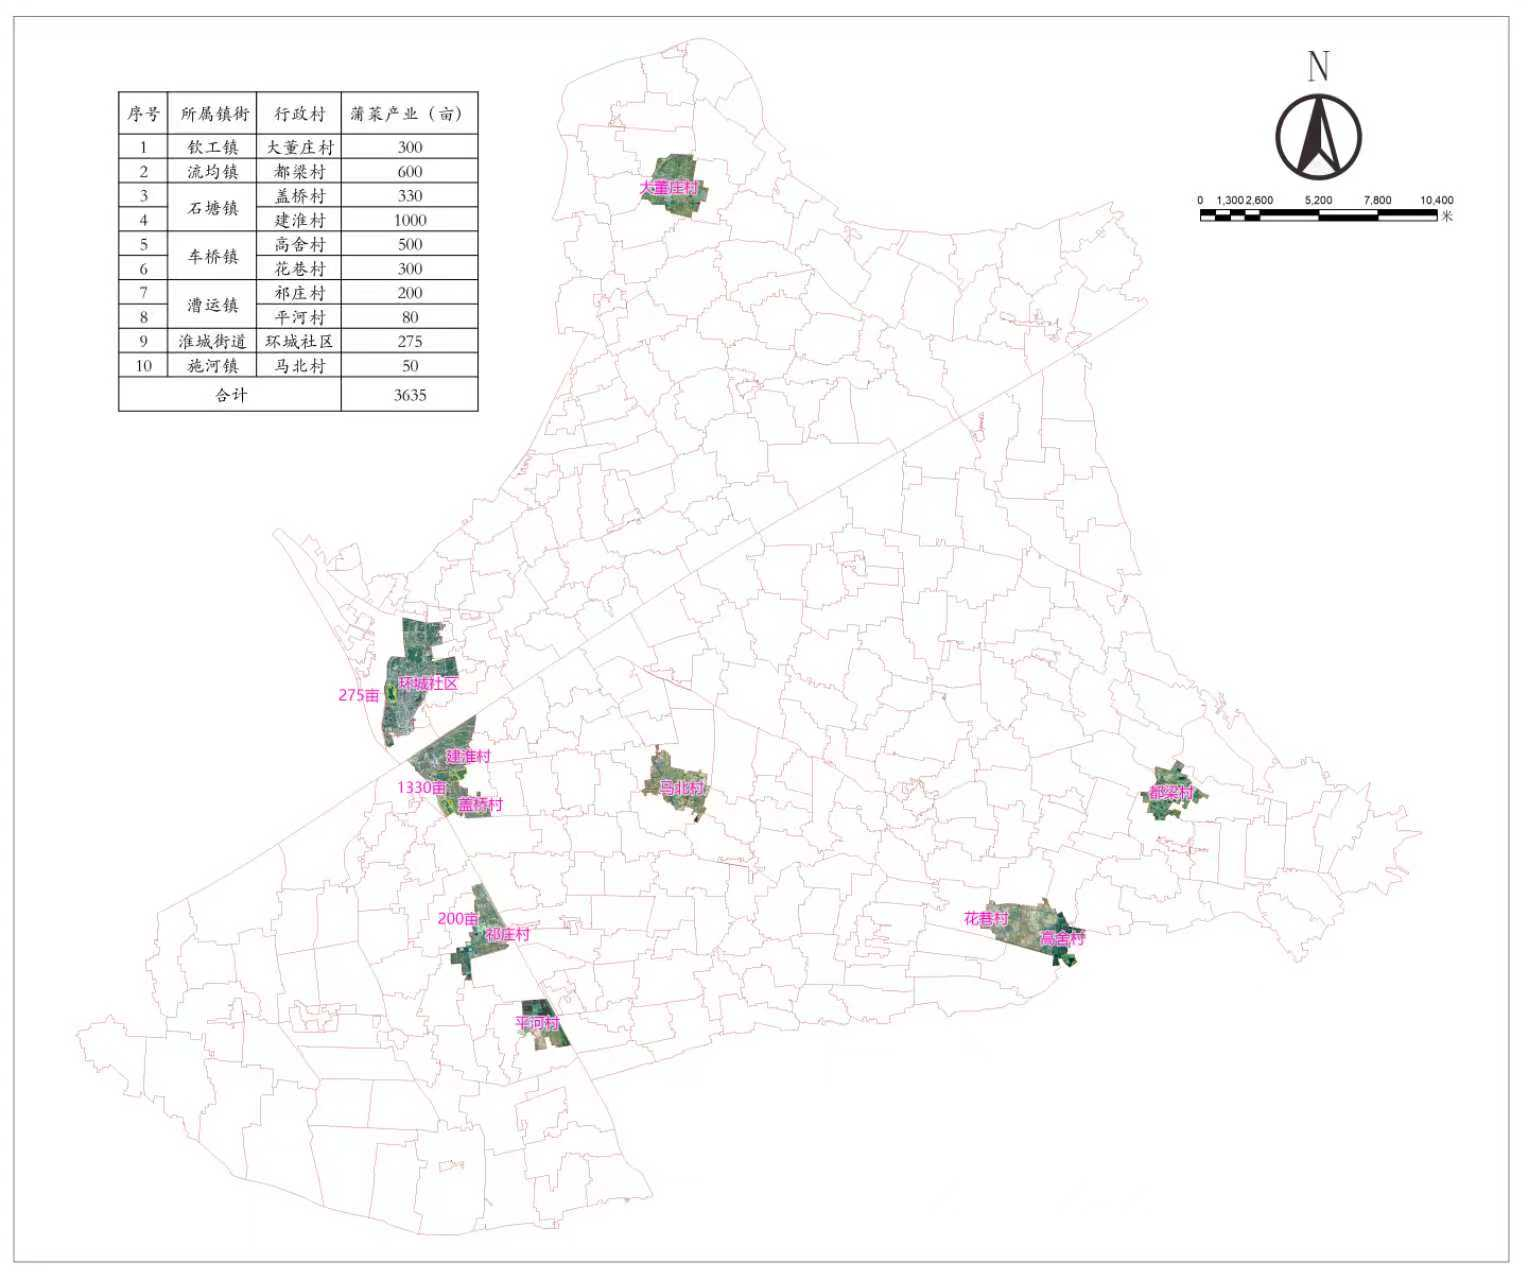 N
0 1,300 2,600 5,200 7,800 10,400
米
序号 所属镇街 行政村 蒲菜产业（亩）
1 钦工镇 大董庄村 300
2 流均镇 都梁村 600
3 石塘镇 盖桥村 330
4 建淮村 1000
5 车桥镇 高舍村 500
6 花巷村 300
7 漕运镇 祁庄村 200
8 平河村 80
9 淮城街道 环城社区 275
10 施河镇 马北村 50
合计 3635
大董庄村
环城社区
275亩
建淮村
1330亩
盖桥村
马北村
都梁村
200亩
祁庄村
花巷村
高舍村
平河村